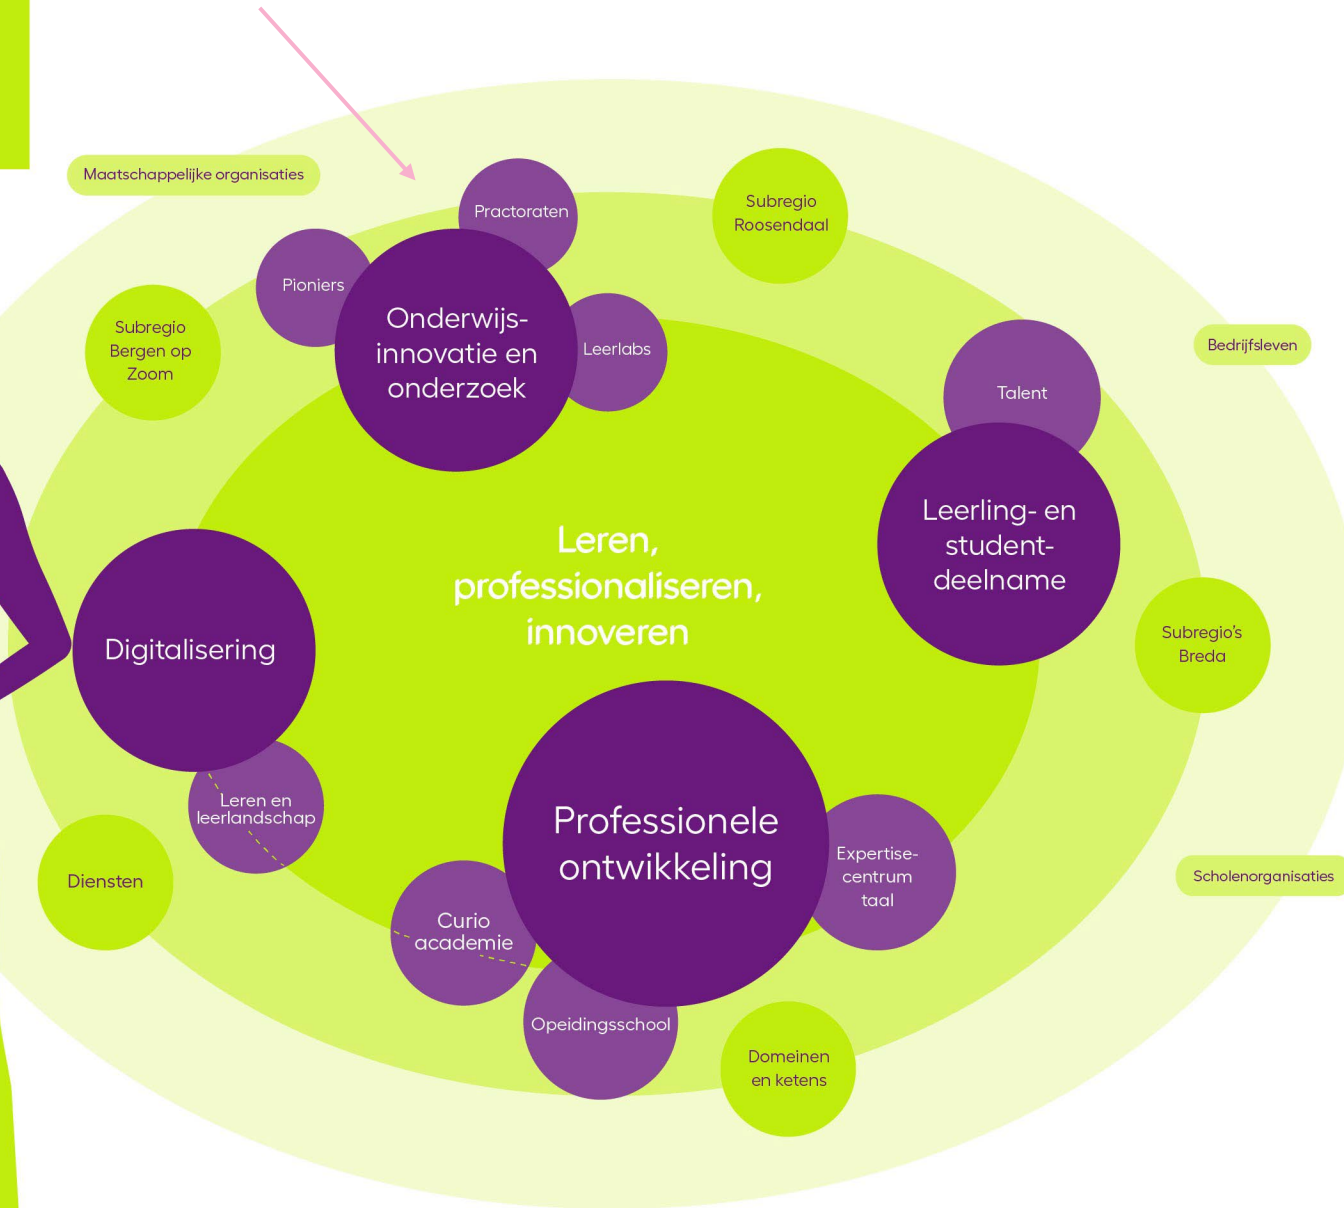 Maatschappelijke organisaties
Practoraten
Subregio
Roosendaal
Pioniers
Onderwijs-
innovatie en
onderzoek
Leerlabs
Subregio
Bergen op
Zoom
Bedrijfsleven
Talent
Leerling- en
student-
deelname
Leren,
professionaliseren,
innoveren
Digitalisering
Subregio's
Breda
Leren en
leerlandschap
Professionele
ontwikkeling
Expertise-
centrum
taal
Diensten
Scholenorganisaties
Curio
academie
Opeidingsschool
Domeinen
en ketens